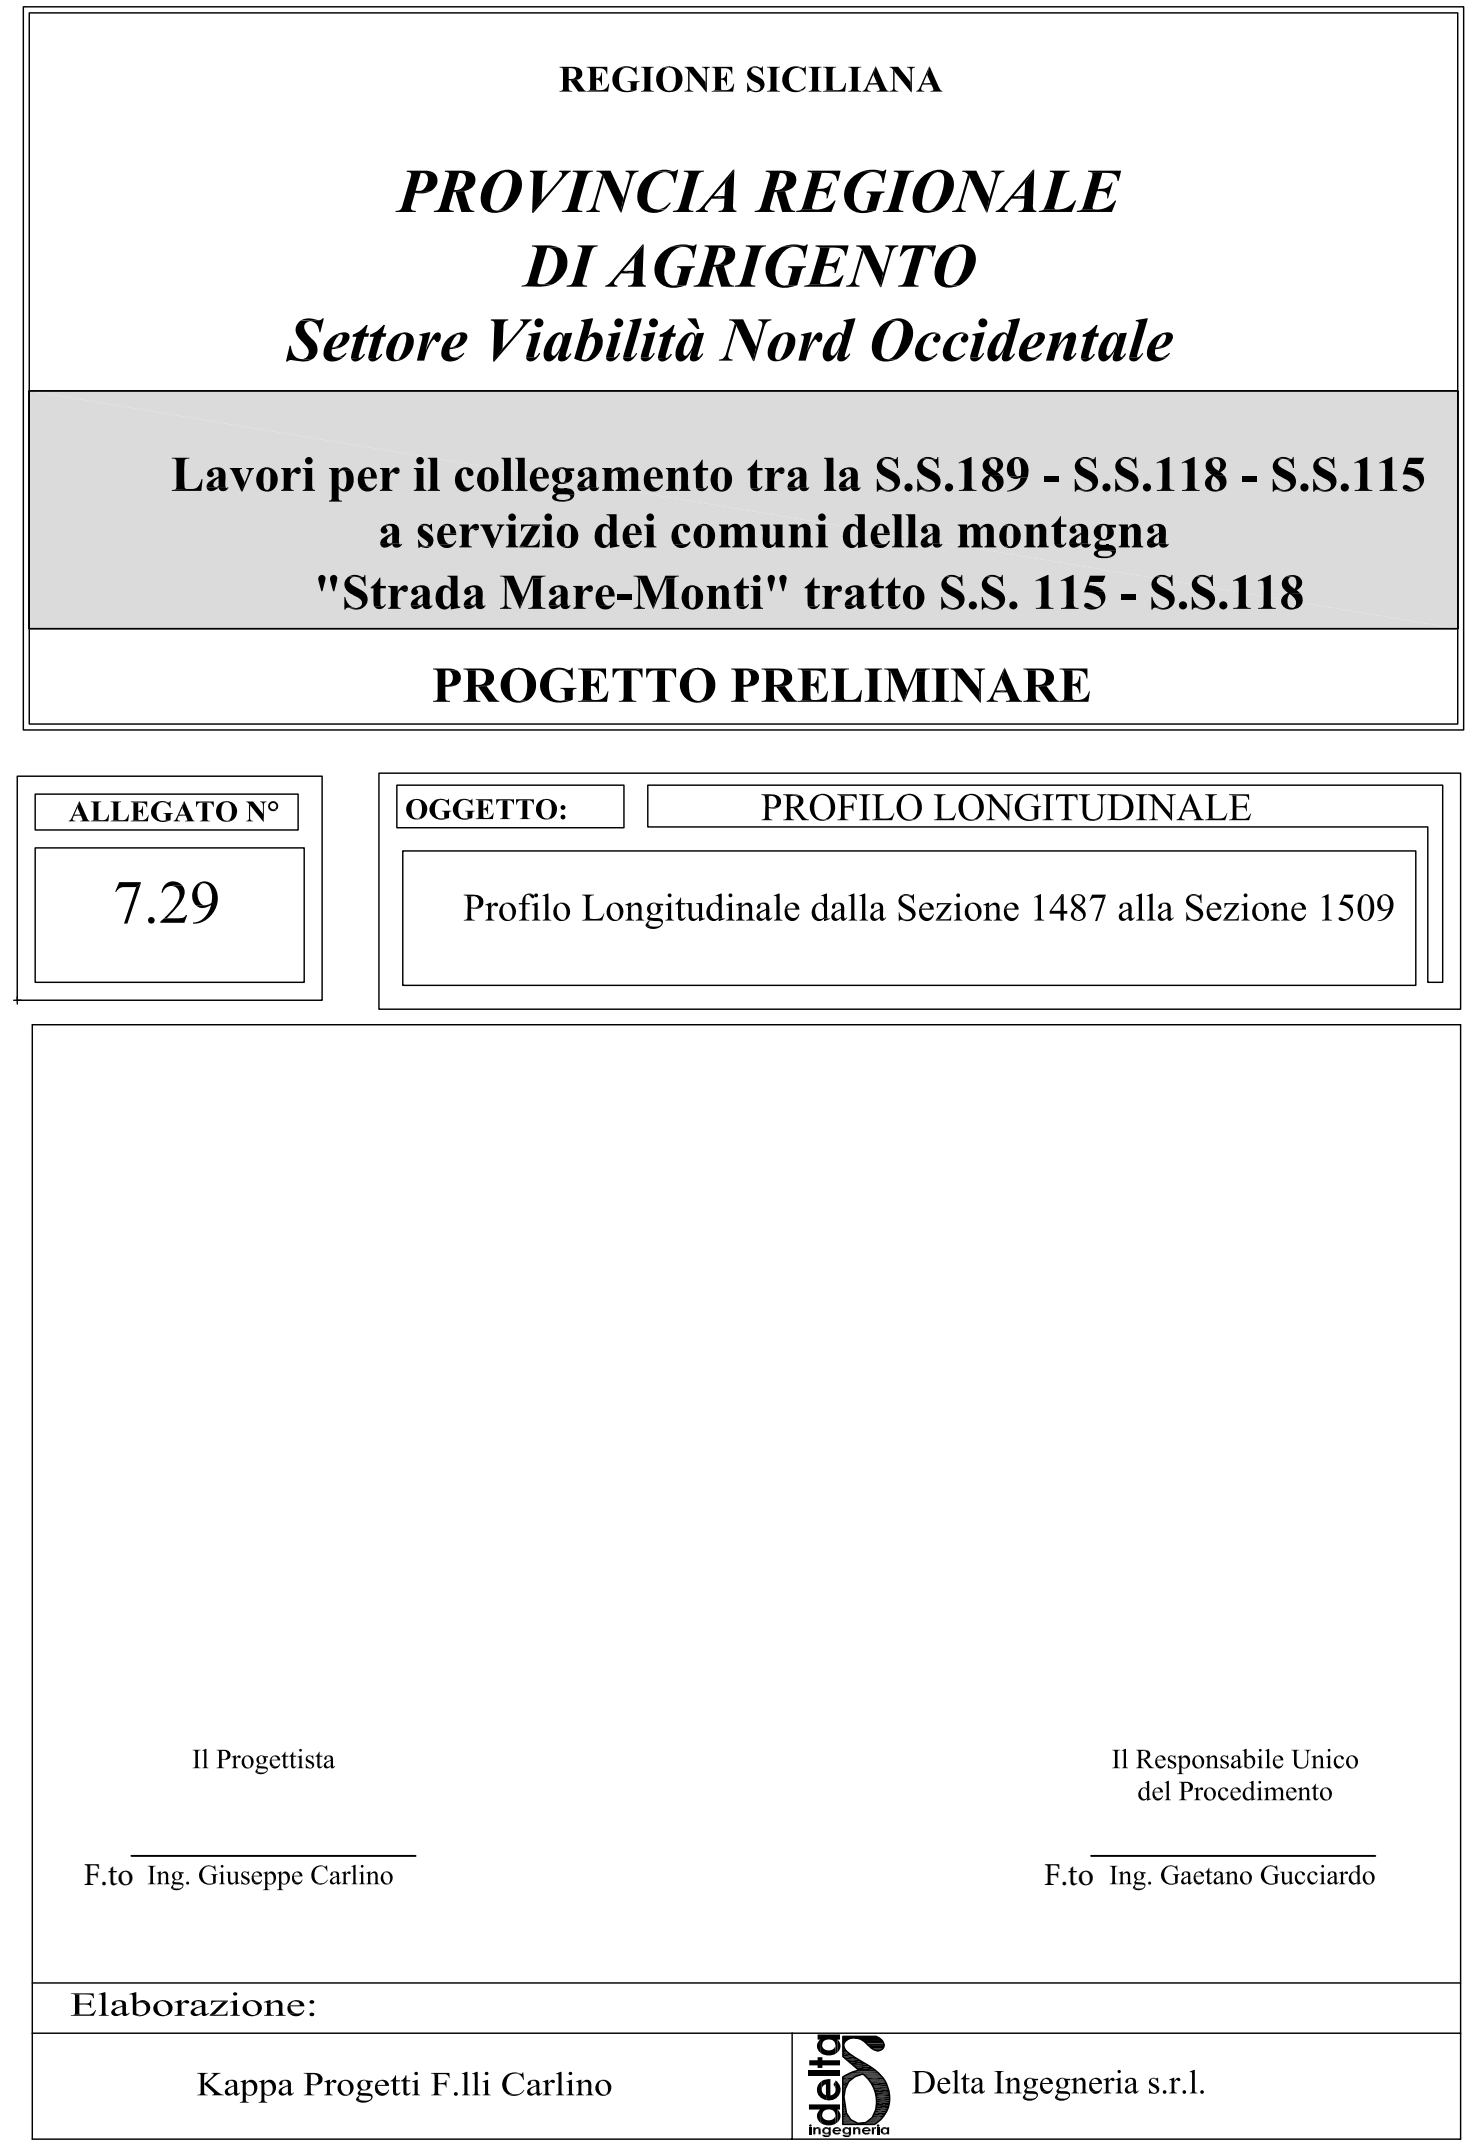 REGIONE SICILIANA
PROVINCIA REGIONALE
DI AGRIGENTO
Settore Viabilità Nord Occidentale
Lavori per il collegamento tra la S.S.189 - S.S.118 - S.S.115
a servizio dei comuni della montagna
"Strada Mare-Monti" tratto S.S. 115 - S.S.118
PROGETTO PRELIMINARE
ALLEGATO N°
7.29
OGGETTO:
PROFILO LONGITUDINALE
Profilo Longitudinale dalla Sezione 1487 alla Sezione 1509
Il Progettista
F.to Ing. Giuseppe Carlino
Il Responsabile Unico
del Procedimento
F.to Ing. Gaetano Gucciardo
Elaborazione:
Kappa Progetti F.lli Carlino
delta
δ
ingegneria
Delta Ingegneria s.r.l.